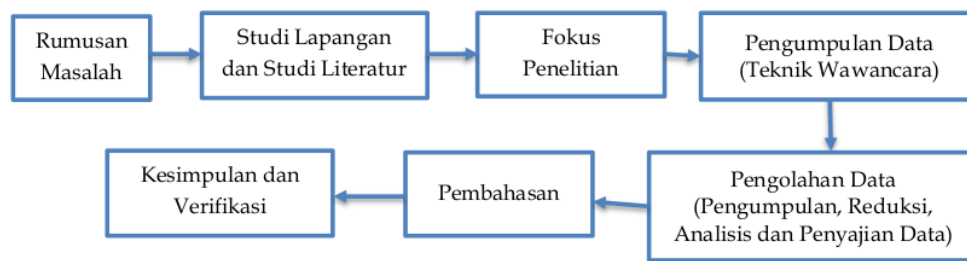 Rumusan
Masalah
Studi Lapangan
dan Studi Literatur
Fokus
Penelitian
Pengumpulan Data
(Teknik Wawancara)
Pengolahan Data
(Pengumpulan, Reduksi,
Analisis dan Penyajian Data)
Pembahasan
Kesimpulan dan
Verifikasi